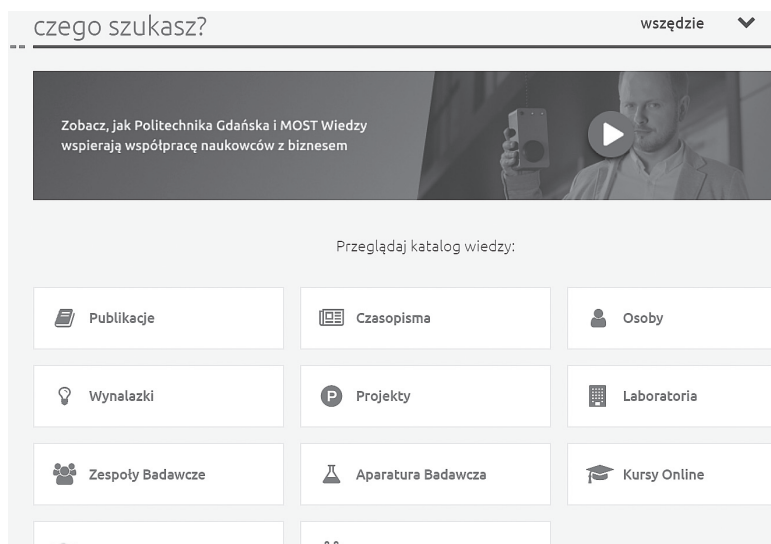 czego szukasz?
wszędzie
Zobacz, jak Politechnika Gdańska i MOST Wiedzy
wspierają współpracę naukowców z biznesem
Przeglądaj katalog wiedzy:
Publikacje
Czasopisma
Osoby
Wynalazki
P Projekty
Laboratoria
Zespoły Badawcze
Aparatura Badawcza
Kursy Online